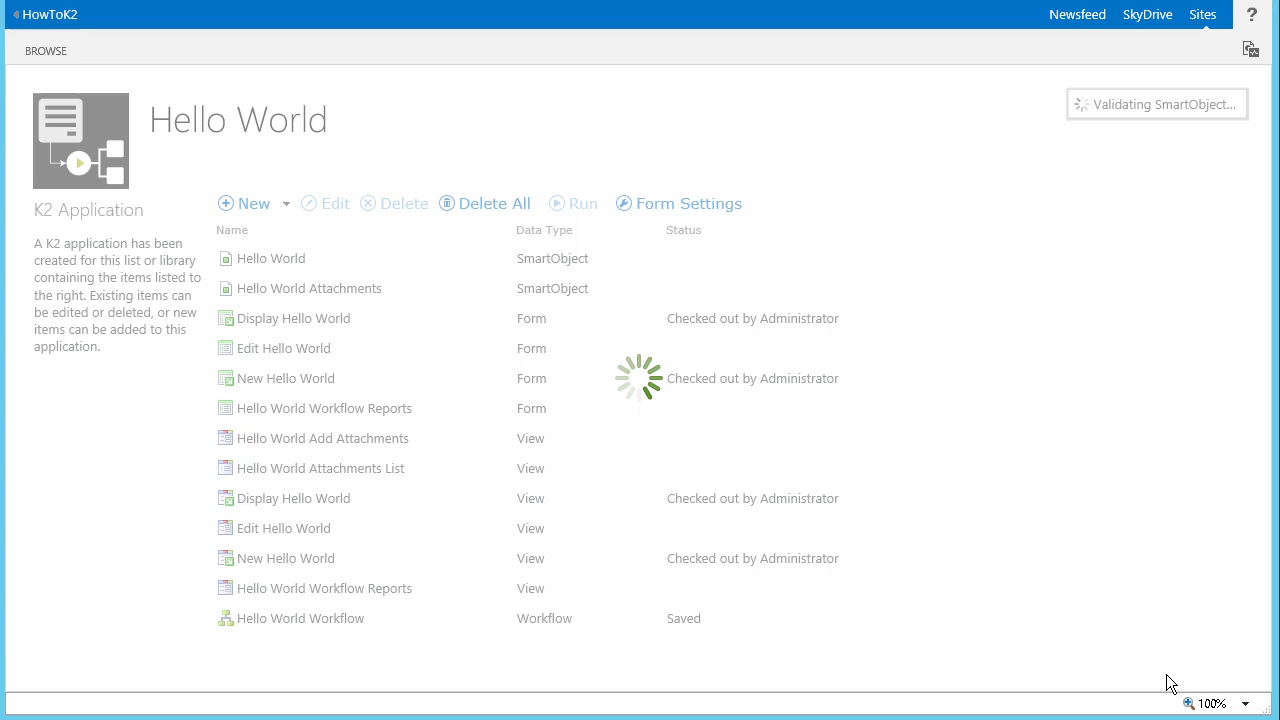 HowToK2 Newsfeed SkyDrive Sites ?
BROWSE
Hello World
Validating SmartObject...
K2 Application
A K2 application has been
created for this list or library
containing the items listed to
the right. Existing items can
be edited or deleted, or new
items can be added to this
application.
New Edit Delete Delete All Run Form Settings
Name Data Type Status
Hello World SmartObject
Hello World Attachments SmartObject
Display Hello World Form Checked out by Administrator
Edit Hello World Form
New Hello World Form Checked out by Administrator
Hello World Workflow Reports Form
Hello World Add Attachments View
Hello World Attachments List View
Display Hello World View Checked out by Administrator
Edit Hello World View
New Hello World View Checked out by Administrator
Hello World Workflow Reports View
Hello World Workflow Workflow Saved
100%